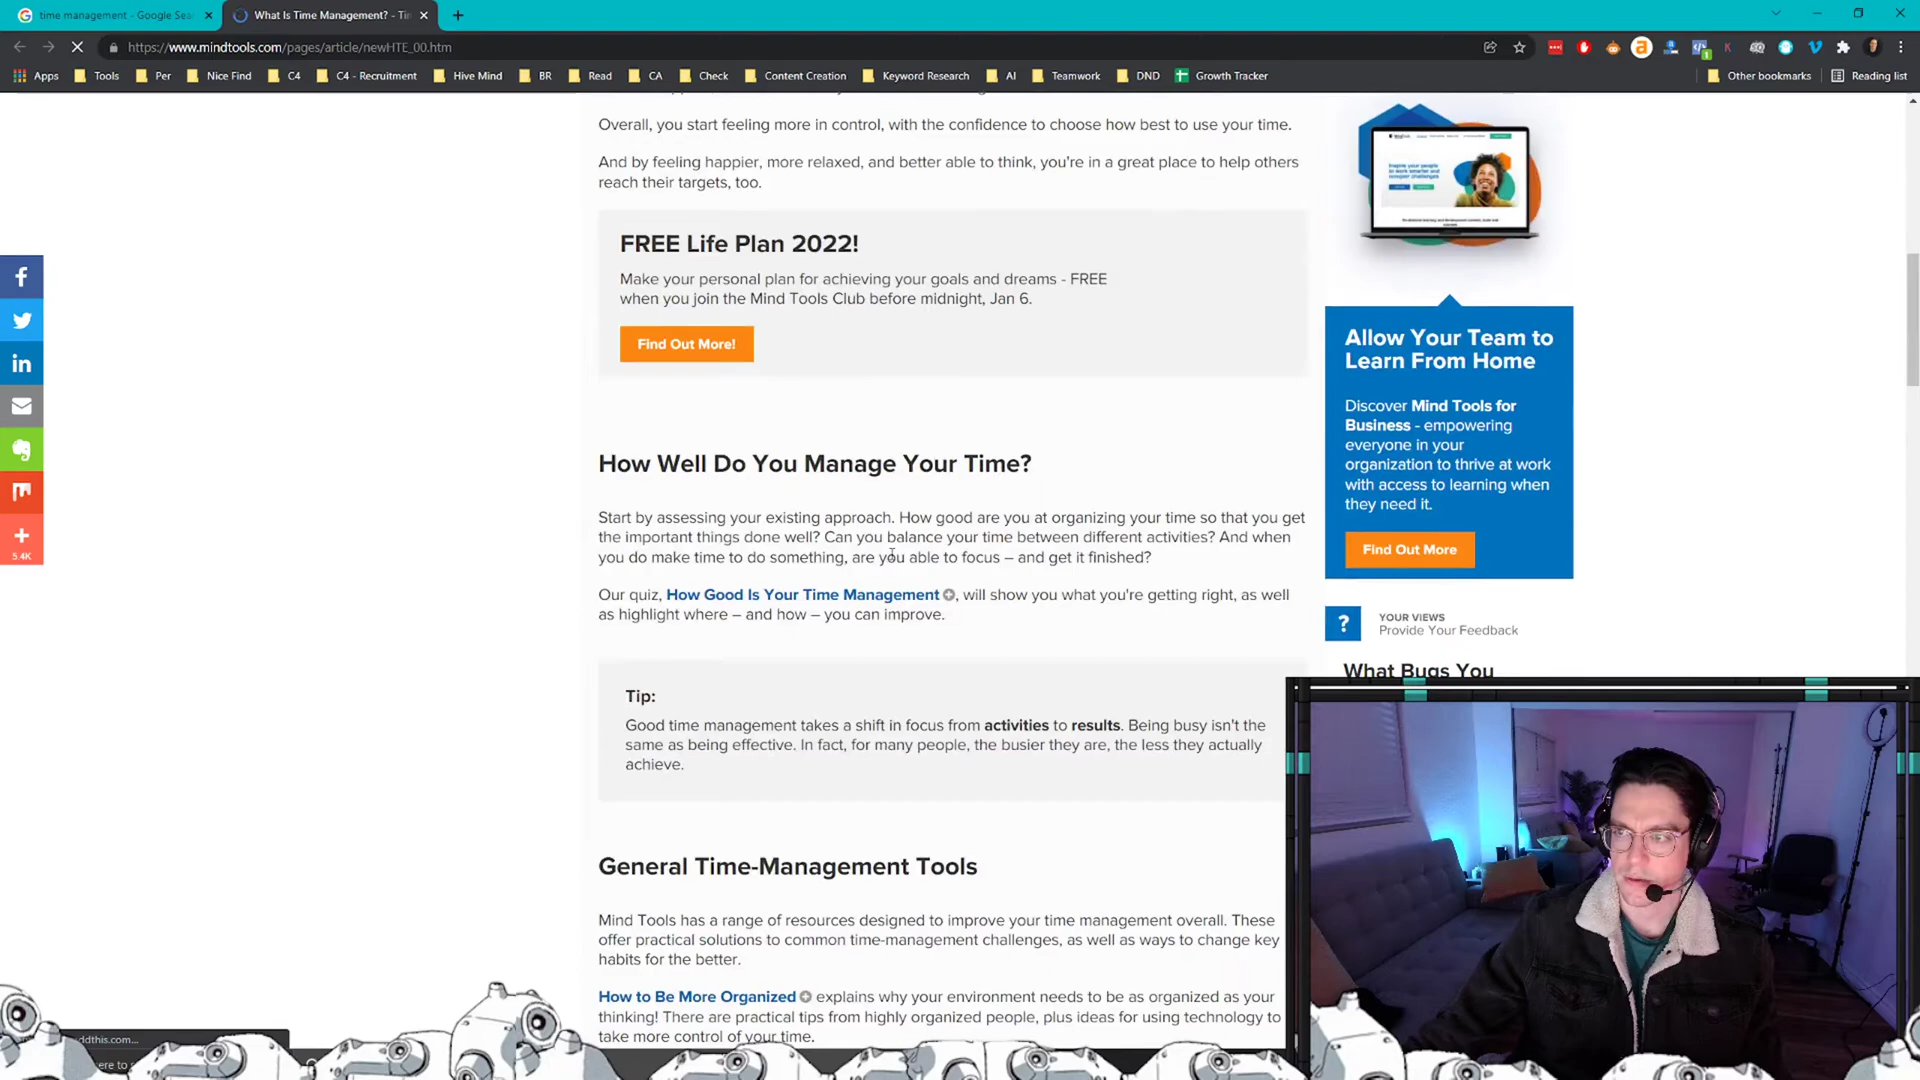 time management - Google Sea
What Is Time Management? - Tin
https://www.mindtools.com/pages/article/newHTE_00.htm
Apps
Tools
Per
Nice Find
C4
C4 - Recruitment
Hive Mind
BR
Read
CA
Check
Content Creation
Keyword Research
AI
Teamwork
DND
Growth Tracker
Other bookmarks
Reading list
Overall, you start feeling more in control, with the confidence to choose how best to use your time.
And by feeling happier, more relaxed, and better able to think, you're in a great place to help others
reach their targets, too.
FREE Life Plan 2022!
Make your personal plan for achieving your goals and dreams - FREE
when you join the Mind Tools Club before midnight, Jan 6.
Find Out More!
How Well Do You Manage Your Time?
Start by assessing your existing approach. How good are you at organizing your time so that you get
the important things done well? Can you balance your time between different activities? And when
you do make time to do something, are you able to focus – and get it finished?
Our quiz, How Good Is Your Time Management, will show you what you're getting right, as well
as highlight where – and how – you can improve.
Tip:
Good time management takes a shift in focus from activities to results. Being busy isn't the
same as being effective. In fact, for many people, the busier they are, the less they actually
achieve.
General Time-Management Tools
Mind Tools has a range of resources designed to improve your time management overall. These
offer practical solutions to common time-management challenges, as well as ways to change key
habits for the better.
How to Be More Organized explains why your environment needs to be as organized as your
thinking! There are practical tips from highly organized people, plus ideas for using technology to
take more control of your time.
Allow Your Team to
Learn From Home
Discover Mind Tools for
Business - empowering
everyone in your
organization to thrive at work
with access to learning when
they need it.
Find Out More
?
YOUR VIEWS
Provide Your Feedback
What Bugs You
5.4K
ddthis.com...
ere to s